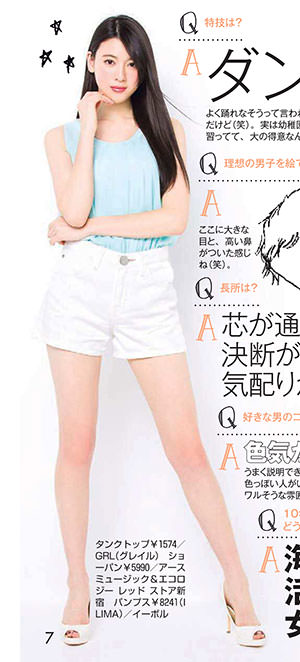 Q 特技は?
A ダン
よく踊れなそうって言われ
だけど(笑)。実は幼稚園
習ってて、大の得意なん
Q 理想の男子を絵で
A
ここに大きな
目と、高い鼻
がついた感じ
ね(笑)。
Q 長所は?
A 芯が通
決断が
気配りが
Q 好きな男のコ
A 色気が
うまく説明でき
色っぽい人がい
ワルそうな雰囲
Q 10
どう
A 海
活
女
タンクトップ¥1574/
GRL(グレイル) ショ
ーパン¥5990/アース
ミュージック&エコロ
ジー レッド ストア新
宿 パンプス¥8241(I
LIMA)/イーボル
7